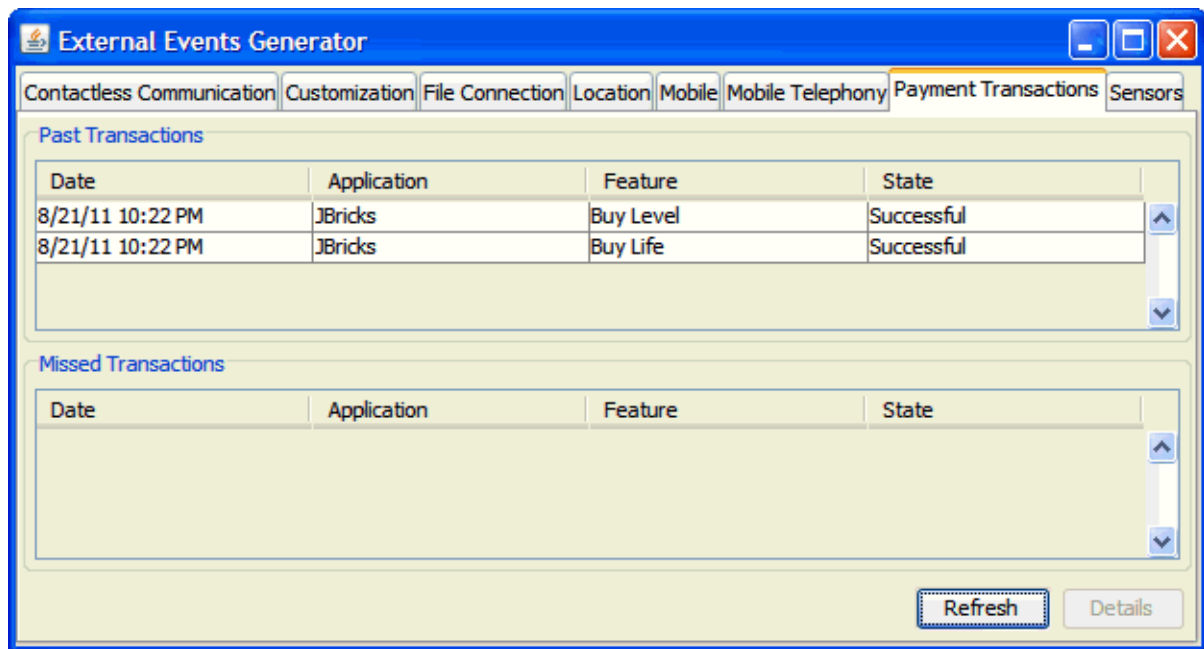 External Events Generator
Contactless Communication Customization File Connection Location Mobile Mobile Telephony Payment Transactions Sensors
Past Transactions
Date Application Feature State
8/21/11 10:22 PM JBricks Buy Level Successful
8/21/11 10:22 PM JBricks Buy Life Successful
Missed Transactions
Date Application Feature State
Refresh Details